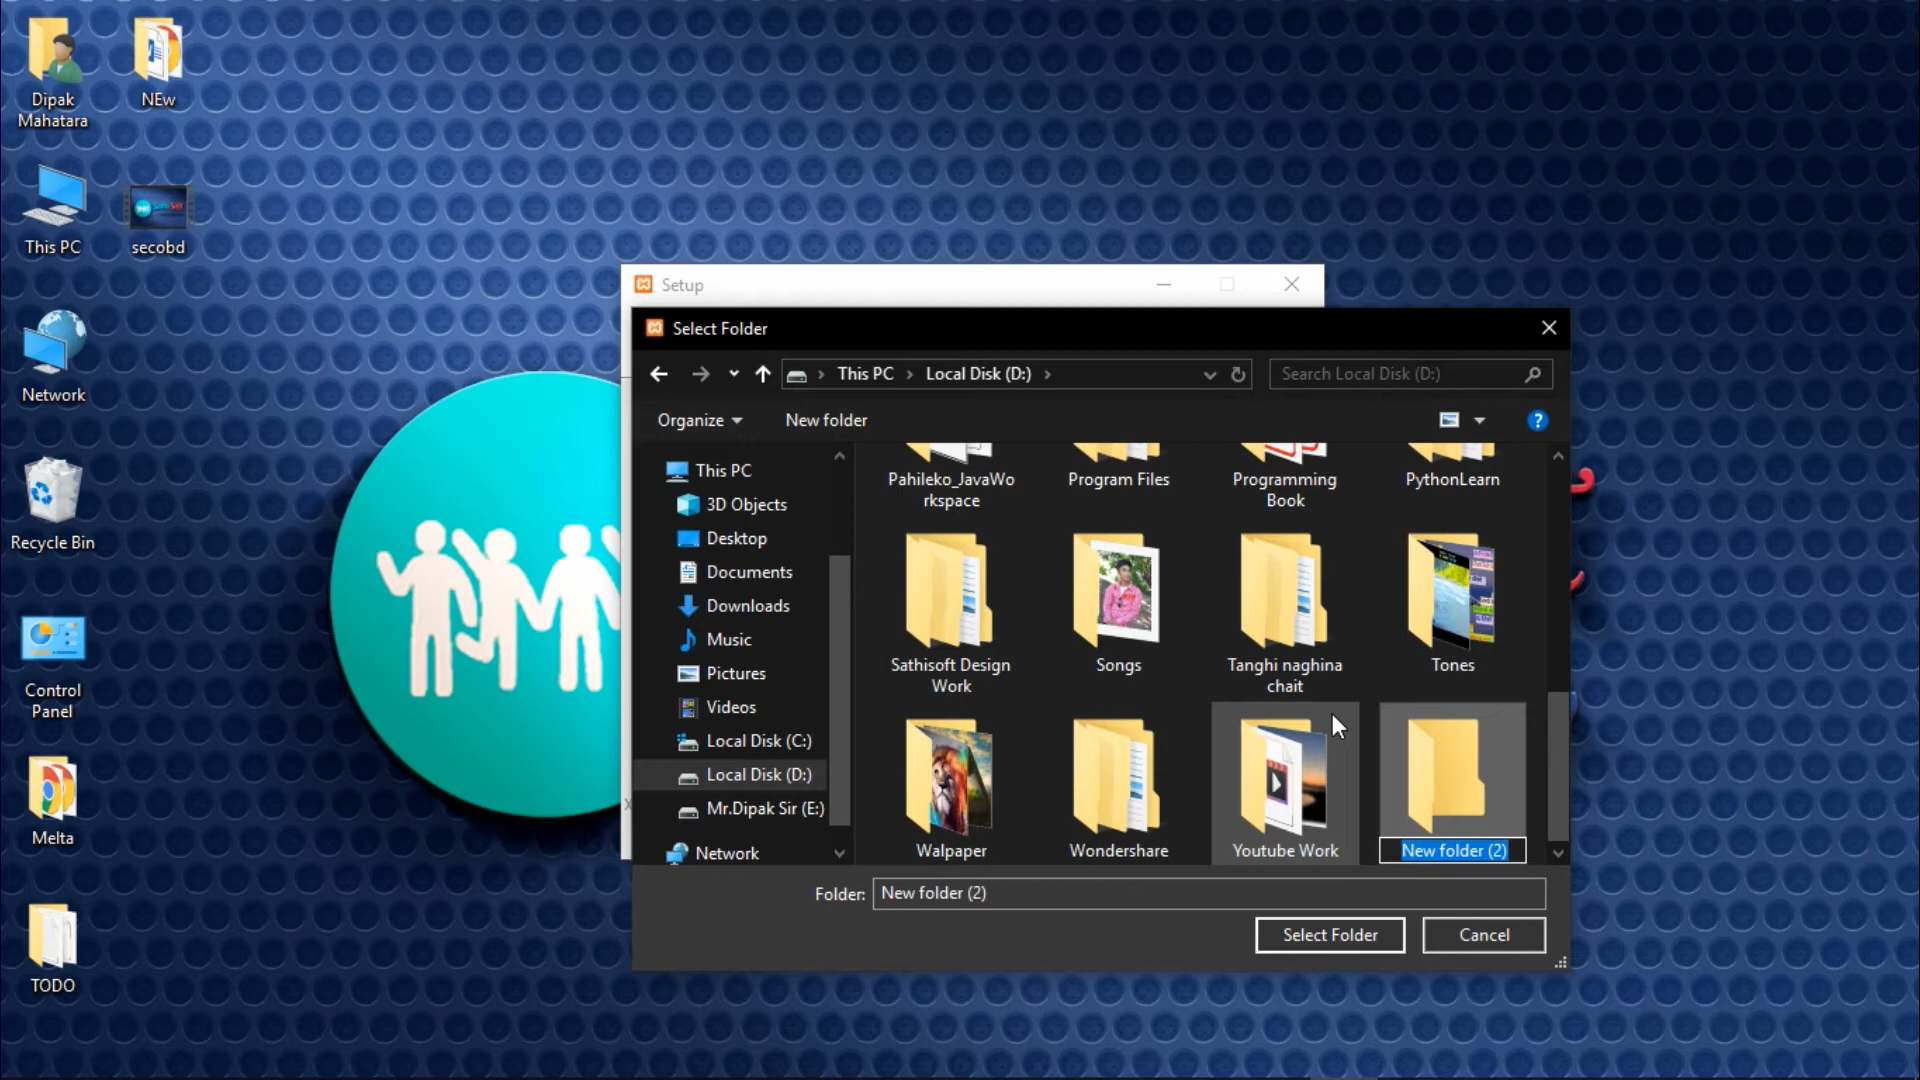 Dipak
Mahatara
NEw
This PC
secobd
Network
Recycle Bin
Control
Panel
Melta
TODO
Setup
Select Folder
This PC
Local Disk (D:)
Search Local Disk (D:)
Organize
New folder
This PC
3D Objects
Desktop
Documents
Downloads
Music
Pictures
Videos
Local Disk (C:)
Local Disk (D:)
Mr.Dipak Sir (E:)
Network
Pahileko_JavaWo
rkspace
Program Files
Programming
Book
PythonLearn
Sathisoft Design
Work
Songs
Tanghi naghina
chait
Tones
Walpaper
Wondershare
Youtube Work
New folder (2)
Folder:
New folder (2)
Select Folder
Cancel